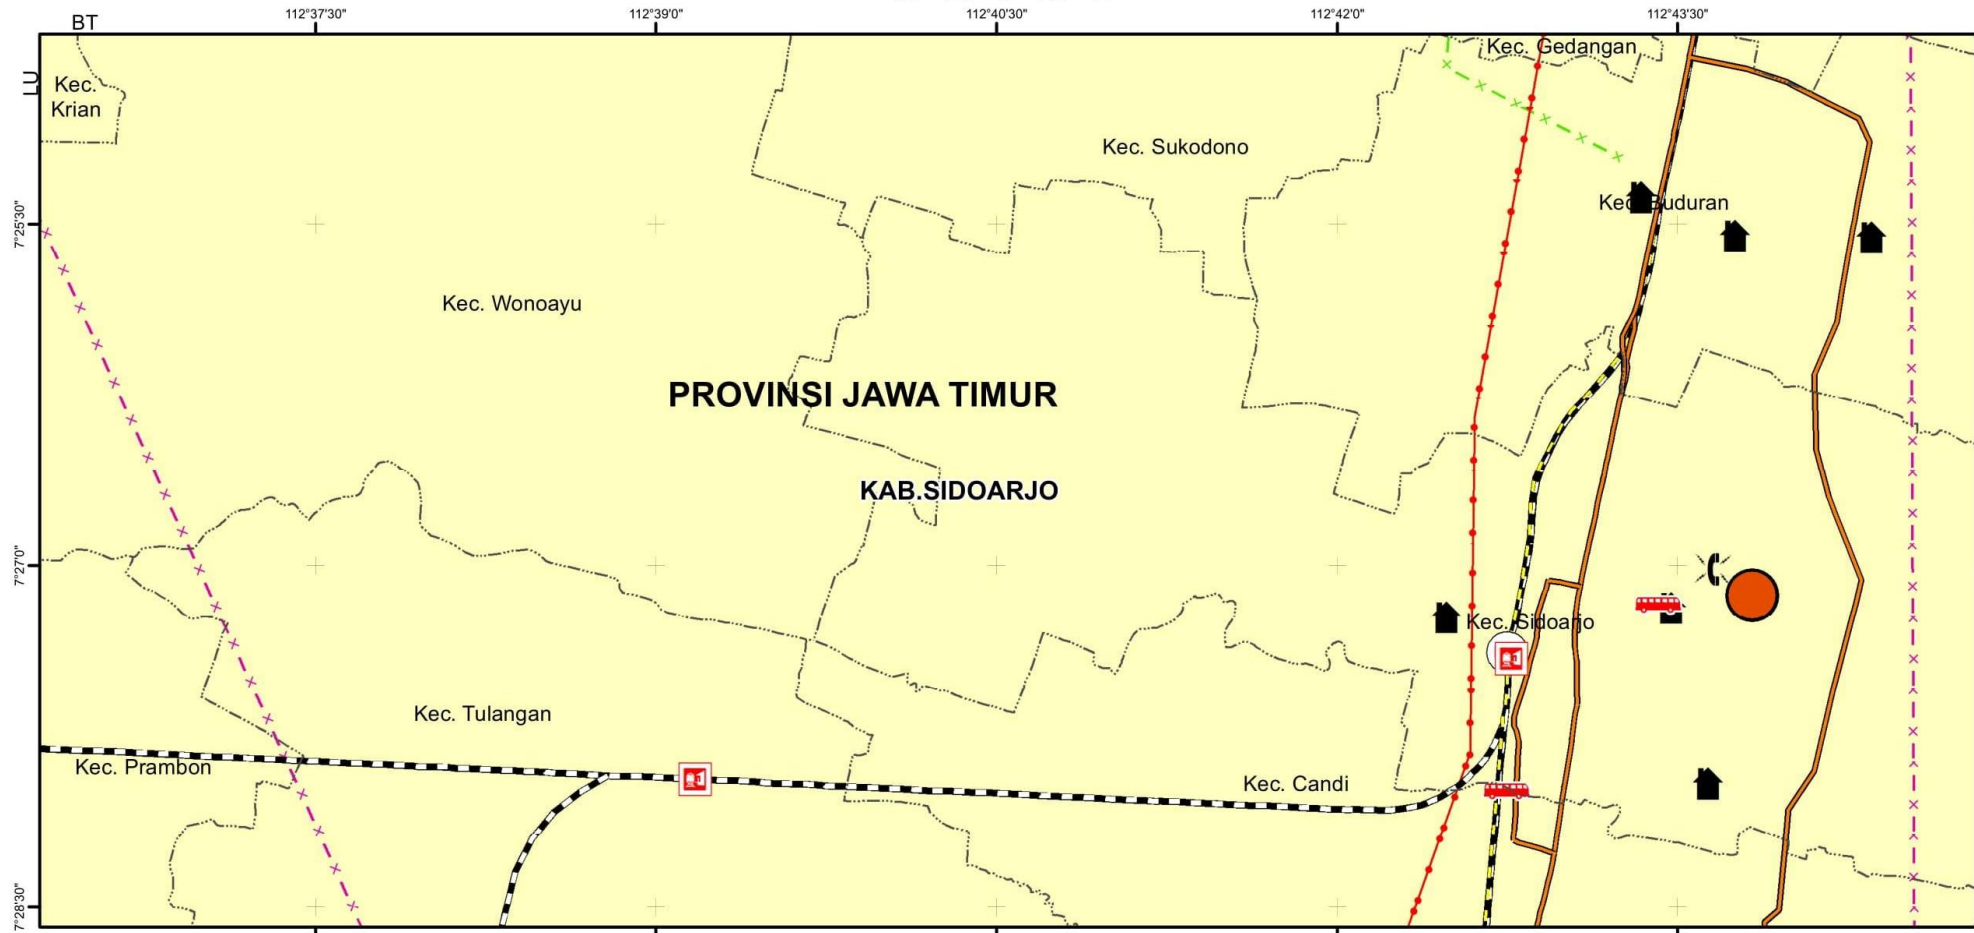 112°37'30"
112°39'0"
112°40'30"
112°42'0"
112°43'30"
BT
LU
Kec. Gedangan
Kec.
Krian
Kec. Sukodono
Kec. Buduran
7°25'30"
Kec. Wonoayu
PROVINSI JAWA TIMUR
KAB.SIDOARJO
7°27'0"
Kec. Sidoarjo
Kec. Tulangan
Kec. Prambon
Kec. Candi
7°28'30"